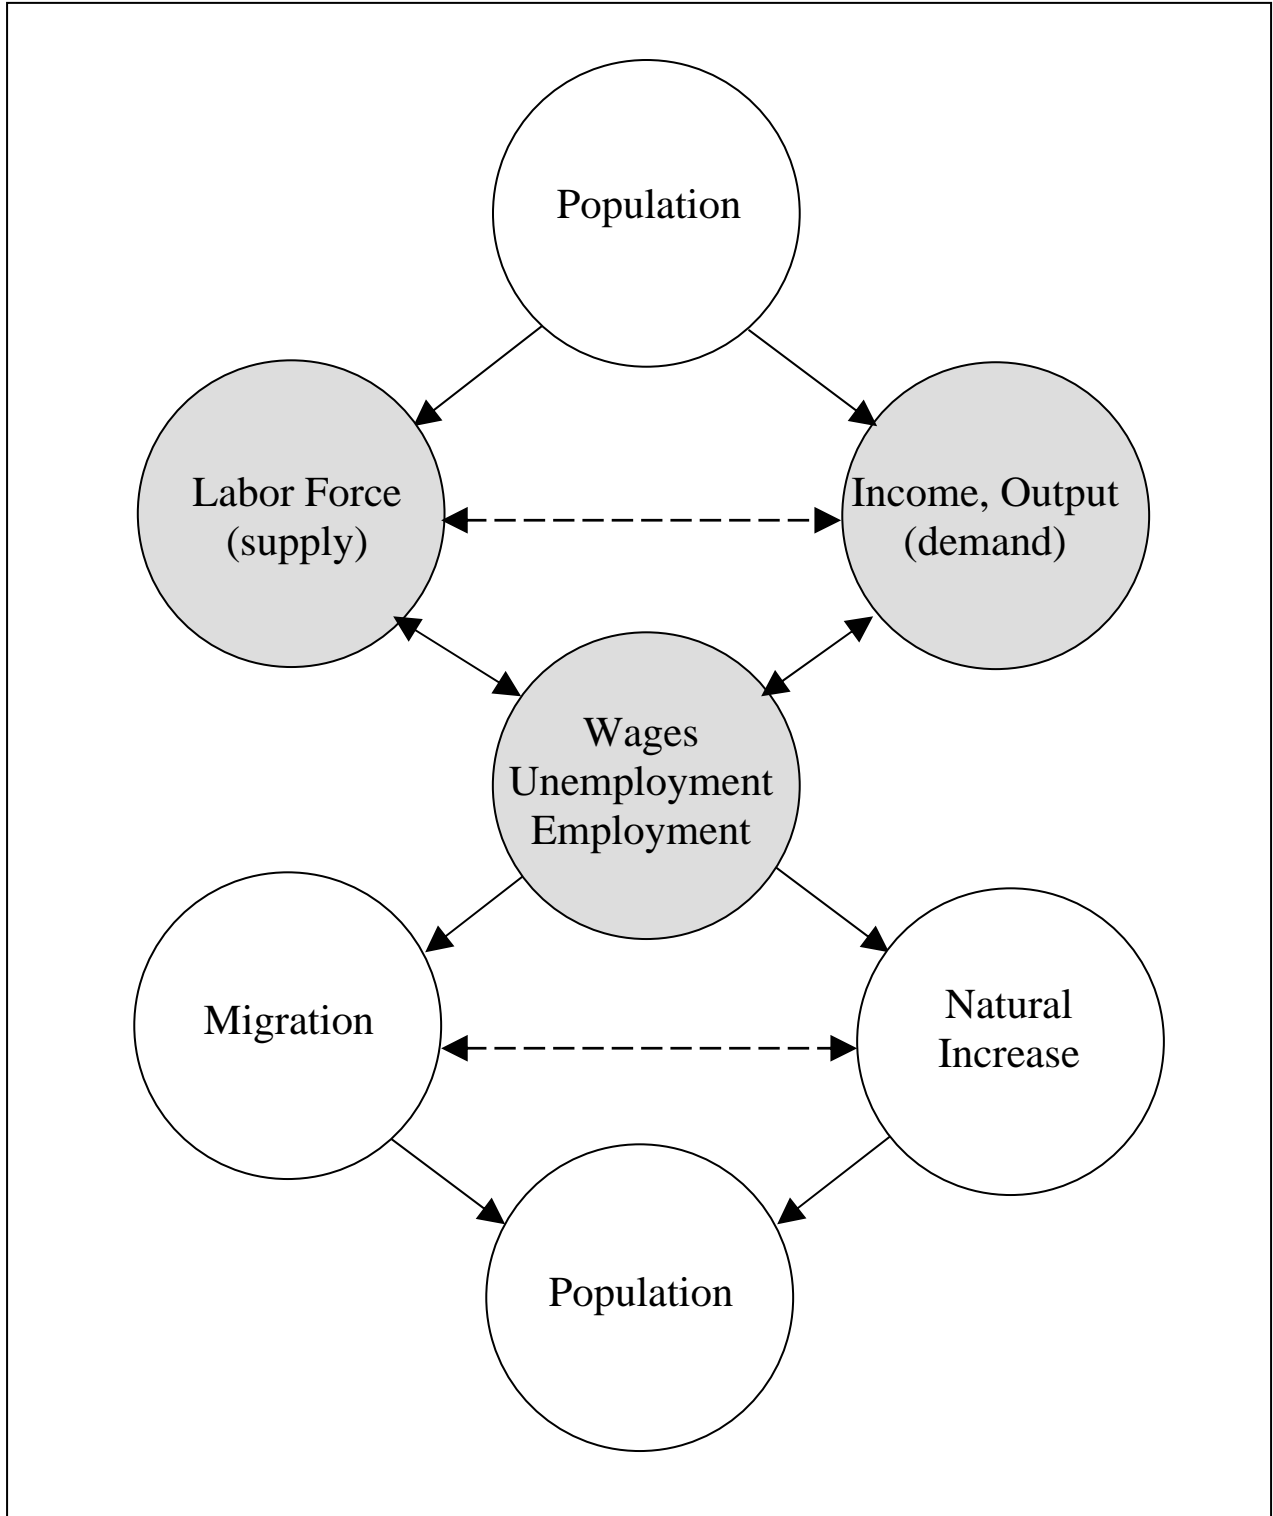 Population
Labor Force
(supply)
Income, Output
(demand)
Wages
Unemployment
Employment
Migration
Natural
Increase
Population